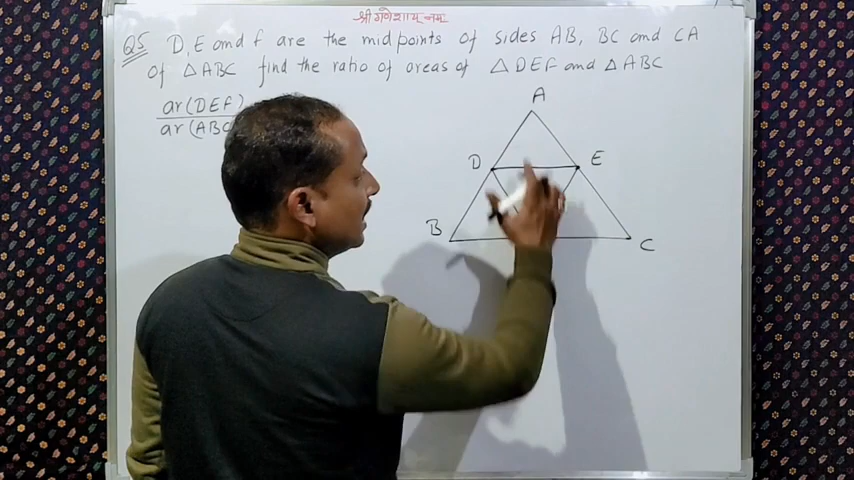 श्री गणेशाय नमः
Q5 D, E and f are the midpoints of sides AB, BC and CA
of △ABC find the ratio of areas of △DEF and △ABC
ar(DEF)
ar(ABC
A
D E
B C